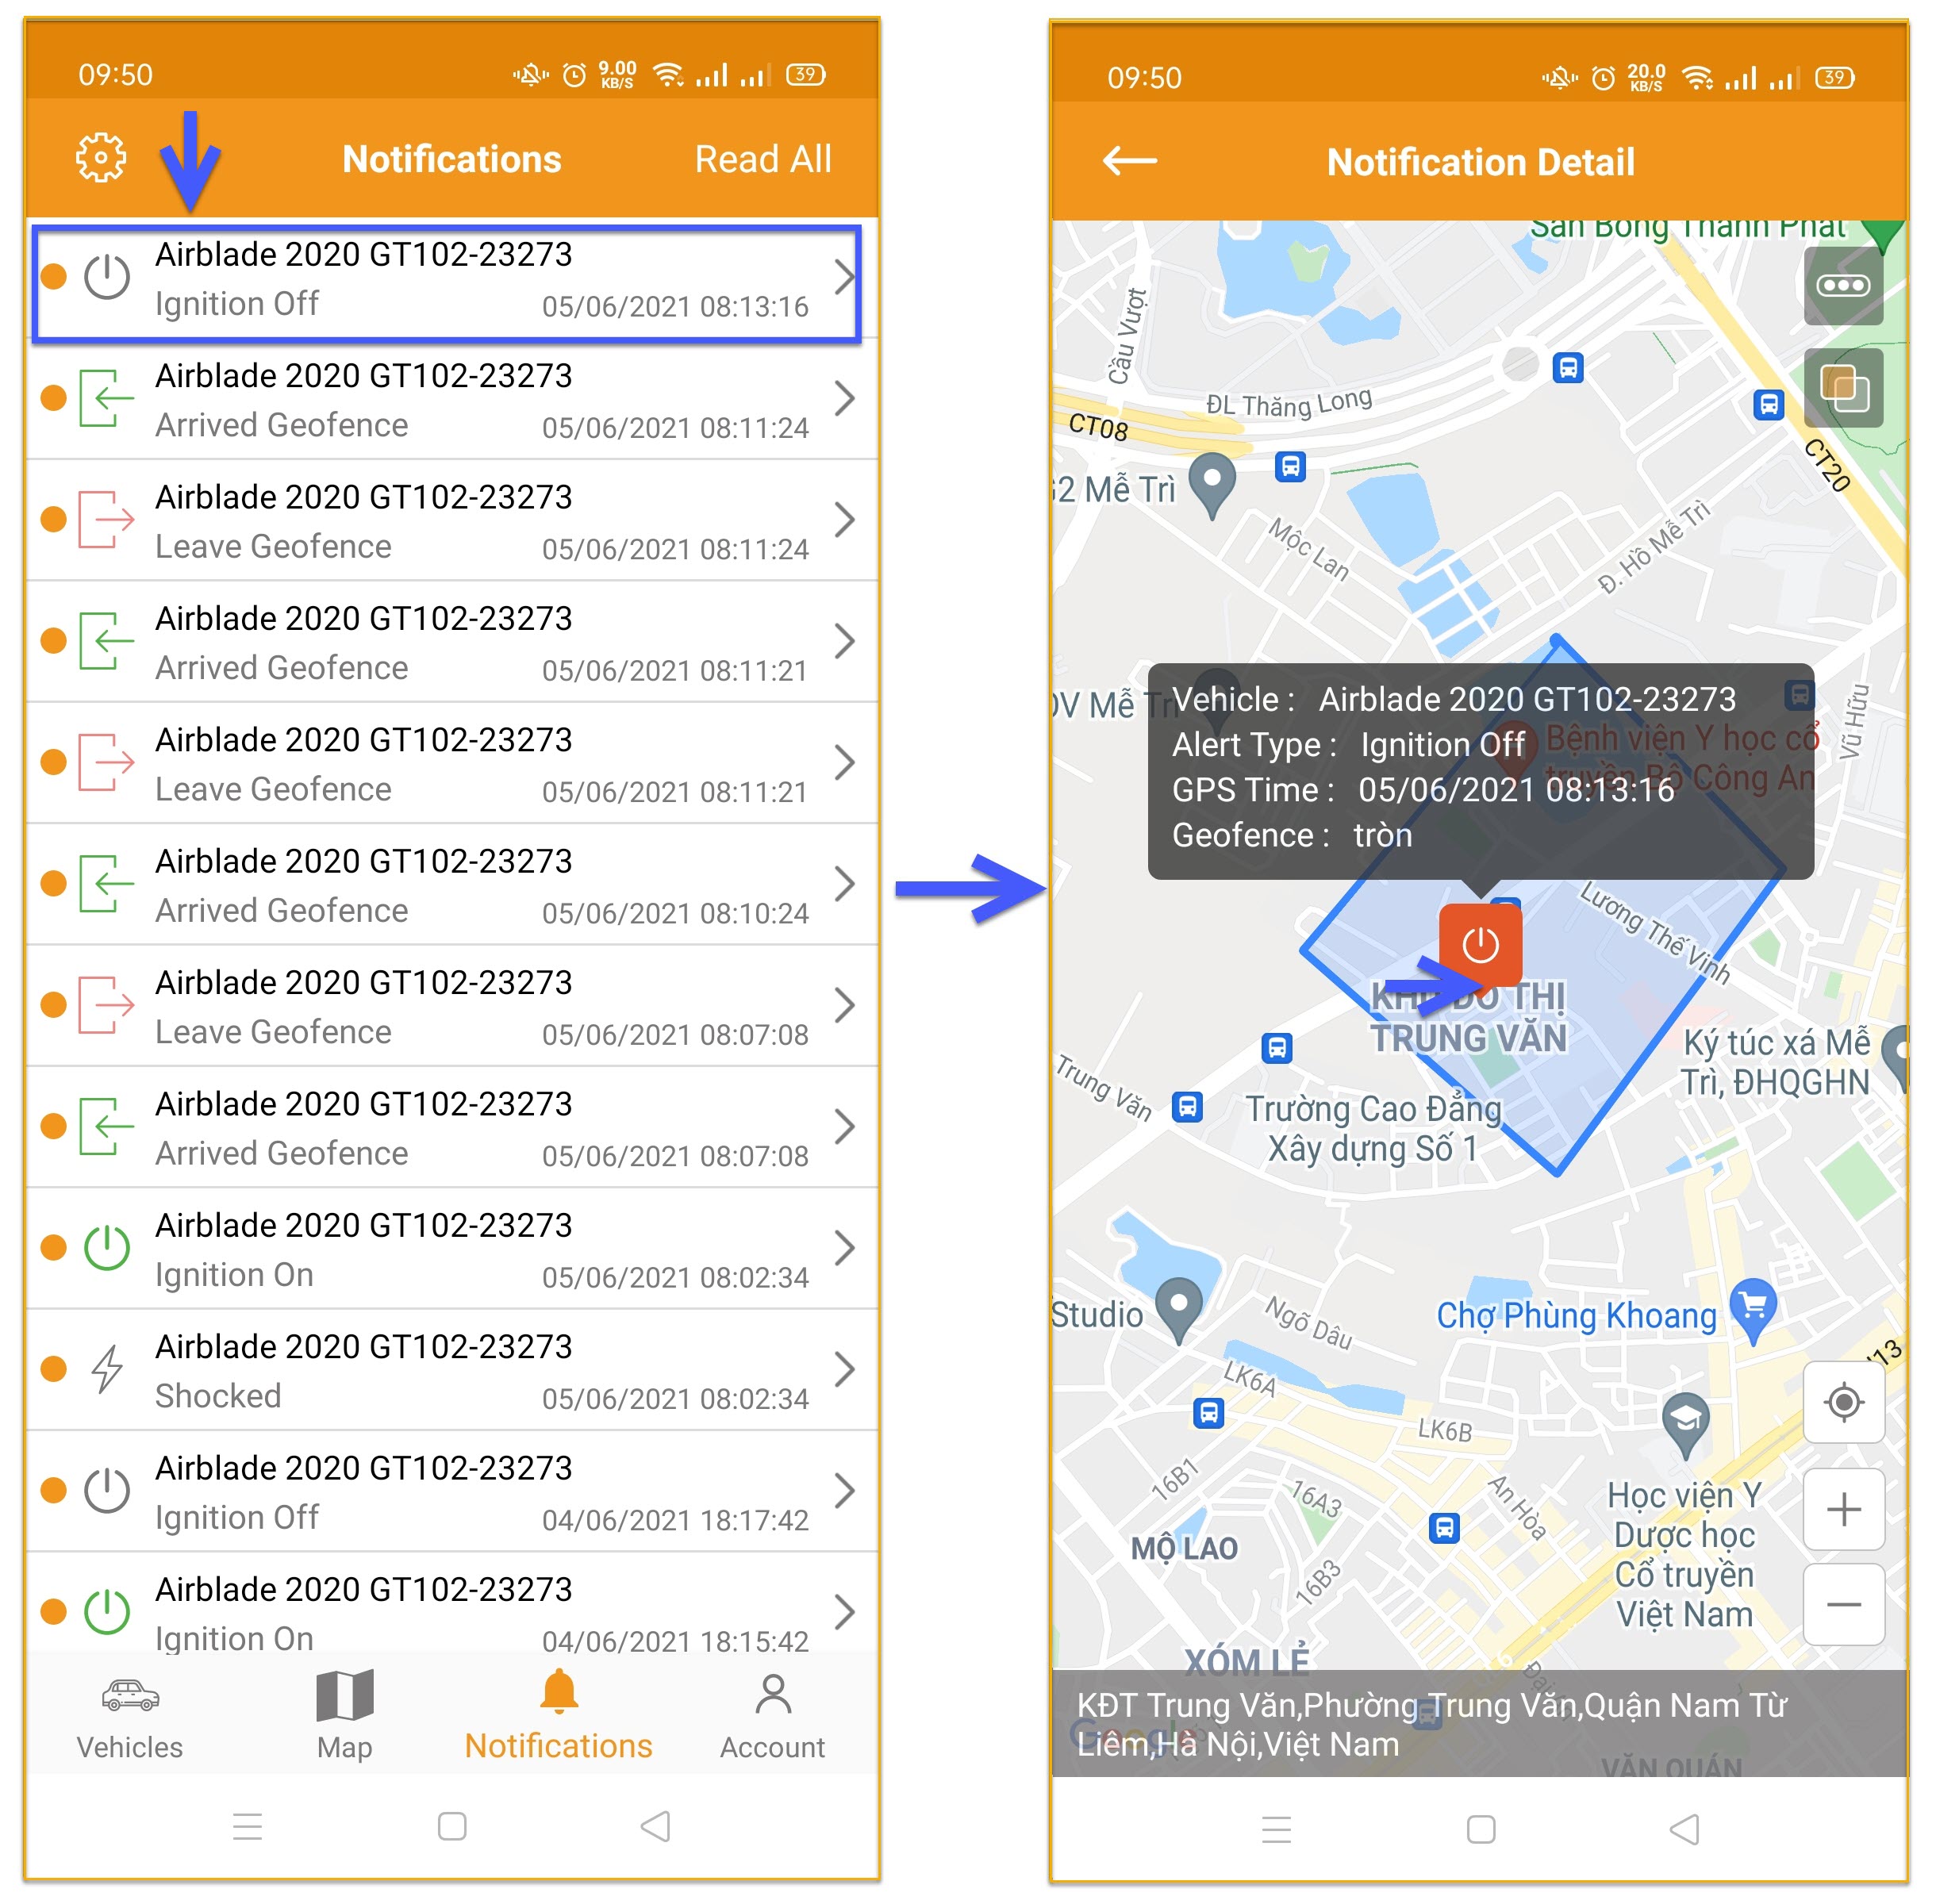 09:50
9.00
KB/S
39
Notifications
Read All
Airblade 2020 GT102-23273
Ignition Off
05/06/2021 08:13:16
Airblade 2020 GT102-23273
Arrived Geofence
05/06/2021 08:11:24
Airblade 2020 GT102-23273
Leave Geofence
05/06/2021 08:11:24
Airblade 2020 GT102-23273
Arrived Geofence
05/06/2021 08:11:21
Airblade 2020 GT102-23273
Leave Geofence
05/06/2021 08:11:21
Airblade 2020 GT102-23273
Arrived Geofence
05/06/2021 08:10:24
Airblade 2020 GT102-23273
Leave Geofence
05/06/2021 08:07:08
Airblade 2020 GT102-23273
Arrived Geofence
05/06/2021 08:07:08
Airblade 2020 GT102-23273
Ignition On
05/06/2021 08:02:34
Airblade 2020 GT102-23273
Shocked
05/06/2021 08:02:34
Airblade 2020 GT102-23273
Ignition Off
04/06/2021 18:17:42
Airblade 2020 GT102-23273
Ignition On
04/06/2021 18:15:42
Vehicles
Map
Notifications
Account
09:50
20.0
KB/S
39
Notification Detail
Sân Bóng Thành Phát
Cầu Vượt
ĐL Thăng Long
CT08
CT20
Mễ Trì
Mộc Lan
Đ. Hồ Mễ Trì
Mễ Trì
Vehicle : Airblade 2020 GT102-23273
Alert Type : Ignition Off
GPS Time : 05/06/2021 08:13:16
Geofence : tròn
Bệnh viện Y học cổ
truyền Bộ Công An
Vũ Hữu
Lương Thế Vinh
KHU ĐÔ THỊ
TRUNG VĂN
Trung Văn
Trường Cao Đẳng
Xây dựng Số 1
Ký túc xá Mễ
Trì, ĐHQGHN
Studio
Ngõ Dâu
Chợ Phùng Khoang
LK6A
LK6B
16B1
16A3
An Hòa
MỘ LAO
16B3
Học viện Y
Dược học
Cổ truyền
Việt Nam
XÓM LẺ
KĐT Trung Văn,Phường Trung Văn,Quận Nam Từ
Liêm,Hà Nội,Việt Nam
Google
VĂN QUÁN